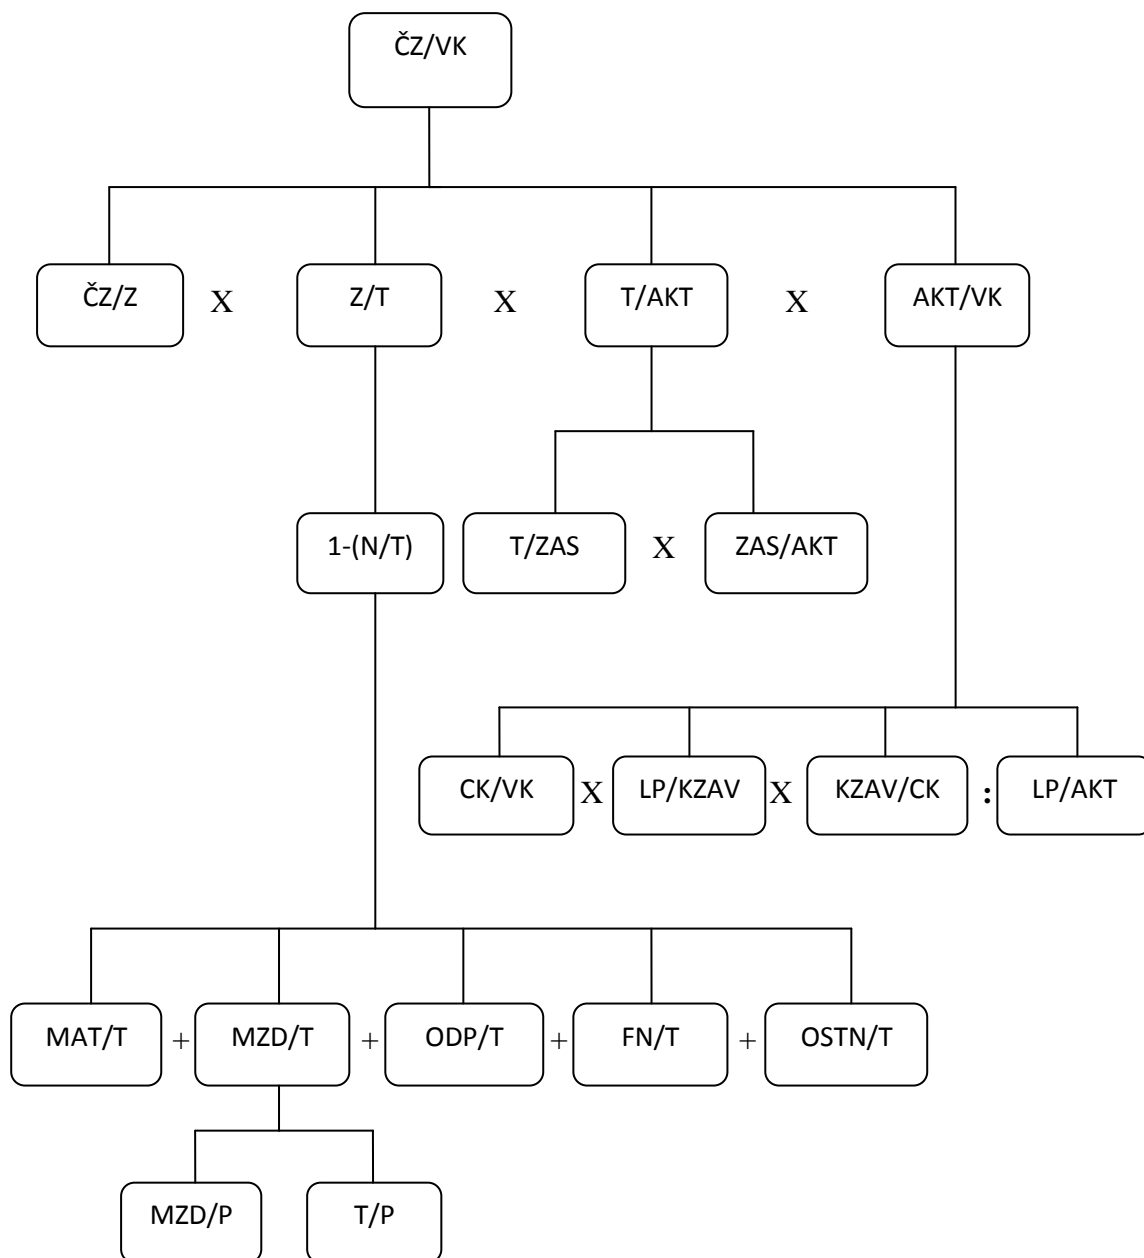 ČZ/VK
ČZ/Z X Z/T X T/AKT X AKT/VK
1-(N/T) T/ZAS X ZAS/AKT
CK/VK X LP/KZAV X KZAV/CK : LP/AKT
MAT/T + MZD/T + ODP/T + FN/T + OSTN/T
MZD/P T/P